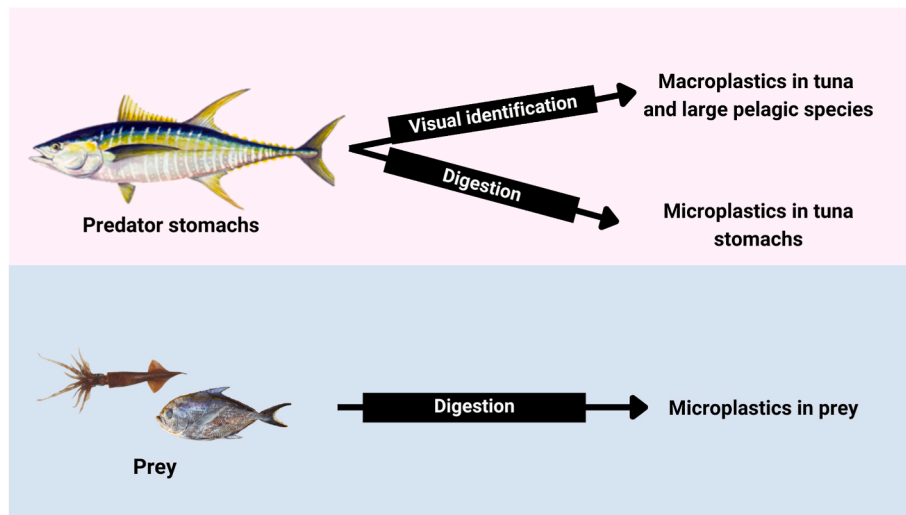 Visual identification
Macroplastics in tuna
and large pelagic species
Digestion
Predator stomachs
Microplastics in tuna
stomachs
Digestion
Microplastics in prey
Prey